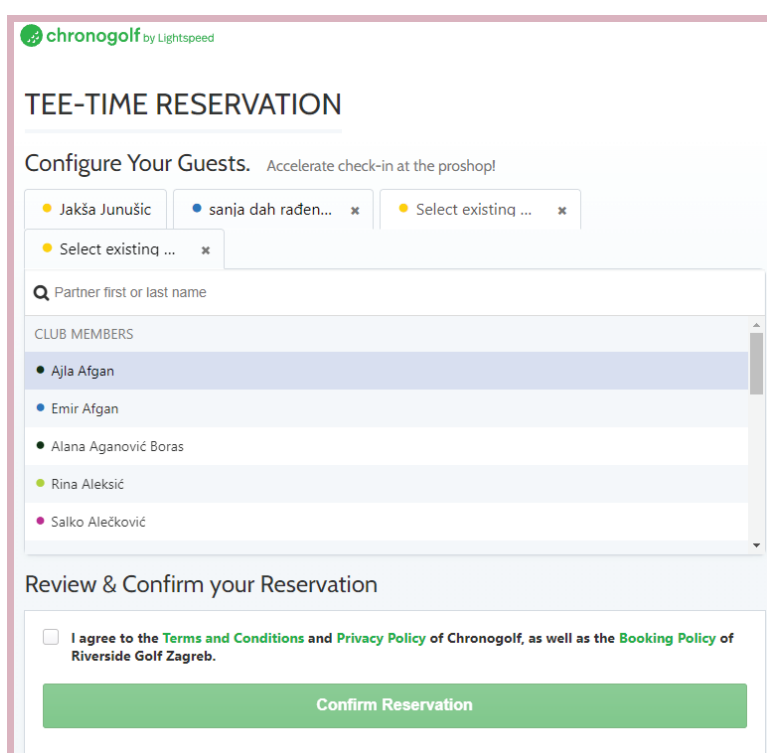 chronogolf by Lightspeed
TEE-TIME RESERVATION
Configure Your Guests. Accelerate check-in at the proshop!
Jakša Junušic
sanja dah rađen... ×
Select existing ... ×
Select existing ... ×
Partner first or last name
CLUB MEMBERS
Ajla Afgan
Emir Afgan
Alana Aganović Boras
Rina Aleksić
Salko Alečković
Review & Confirm your Reservation
I agree to the Terms and Conditions and Privacy Policy of Chronogolf, as well as the Booking Policy of
Riverside Golf Zagreb.
Confirm Reservation